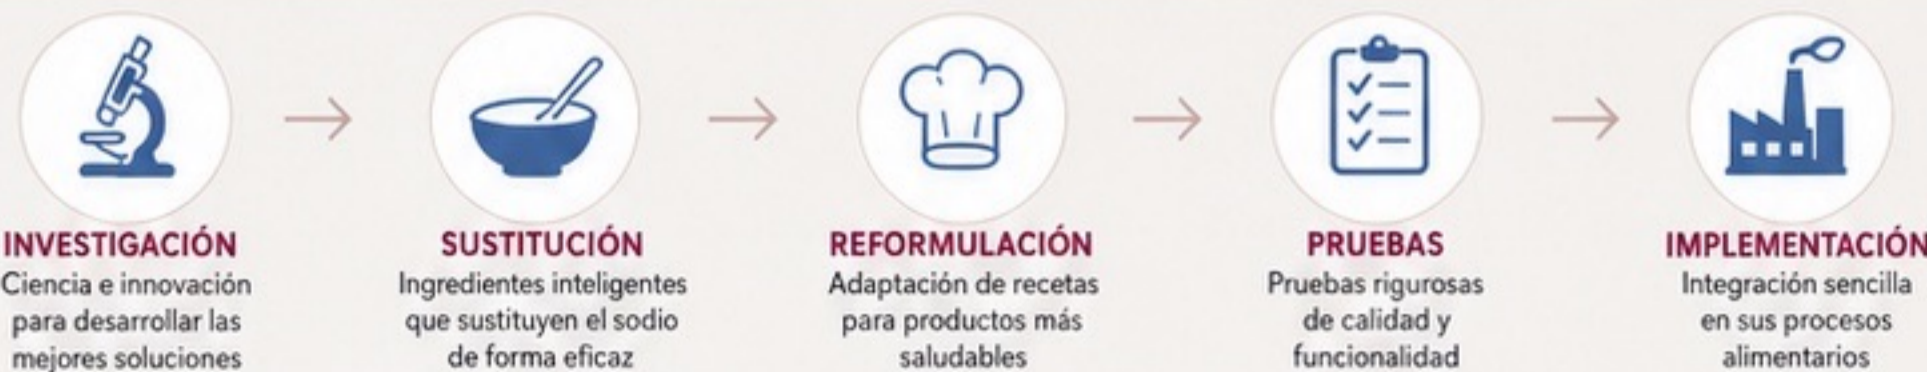 INVESTIGACIÓN
Ciencia e innovación
para desarrollar las
mejores soluciones
SUSTITUCIÓN
Ingredientes inteligentes
que sustituyen el sodio
de forma eficaz
REFORMULACIÓN
Adaptación de recetas
para productos más
saludables
PRUEBAS
Pruebas rigurosas
de calidad y
funcionalidad
IMPLEMENTACIÓN
Integración sencilla
en sus procesos
alimentarios